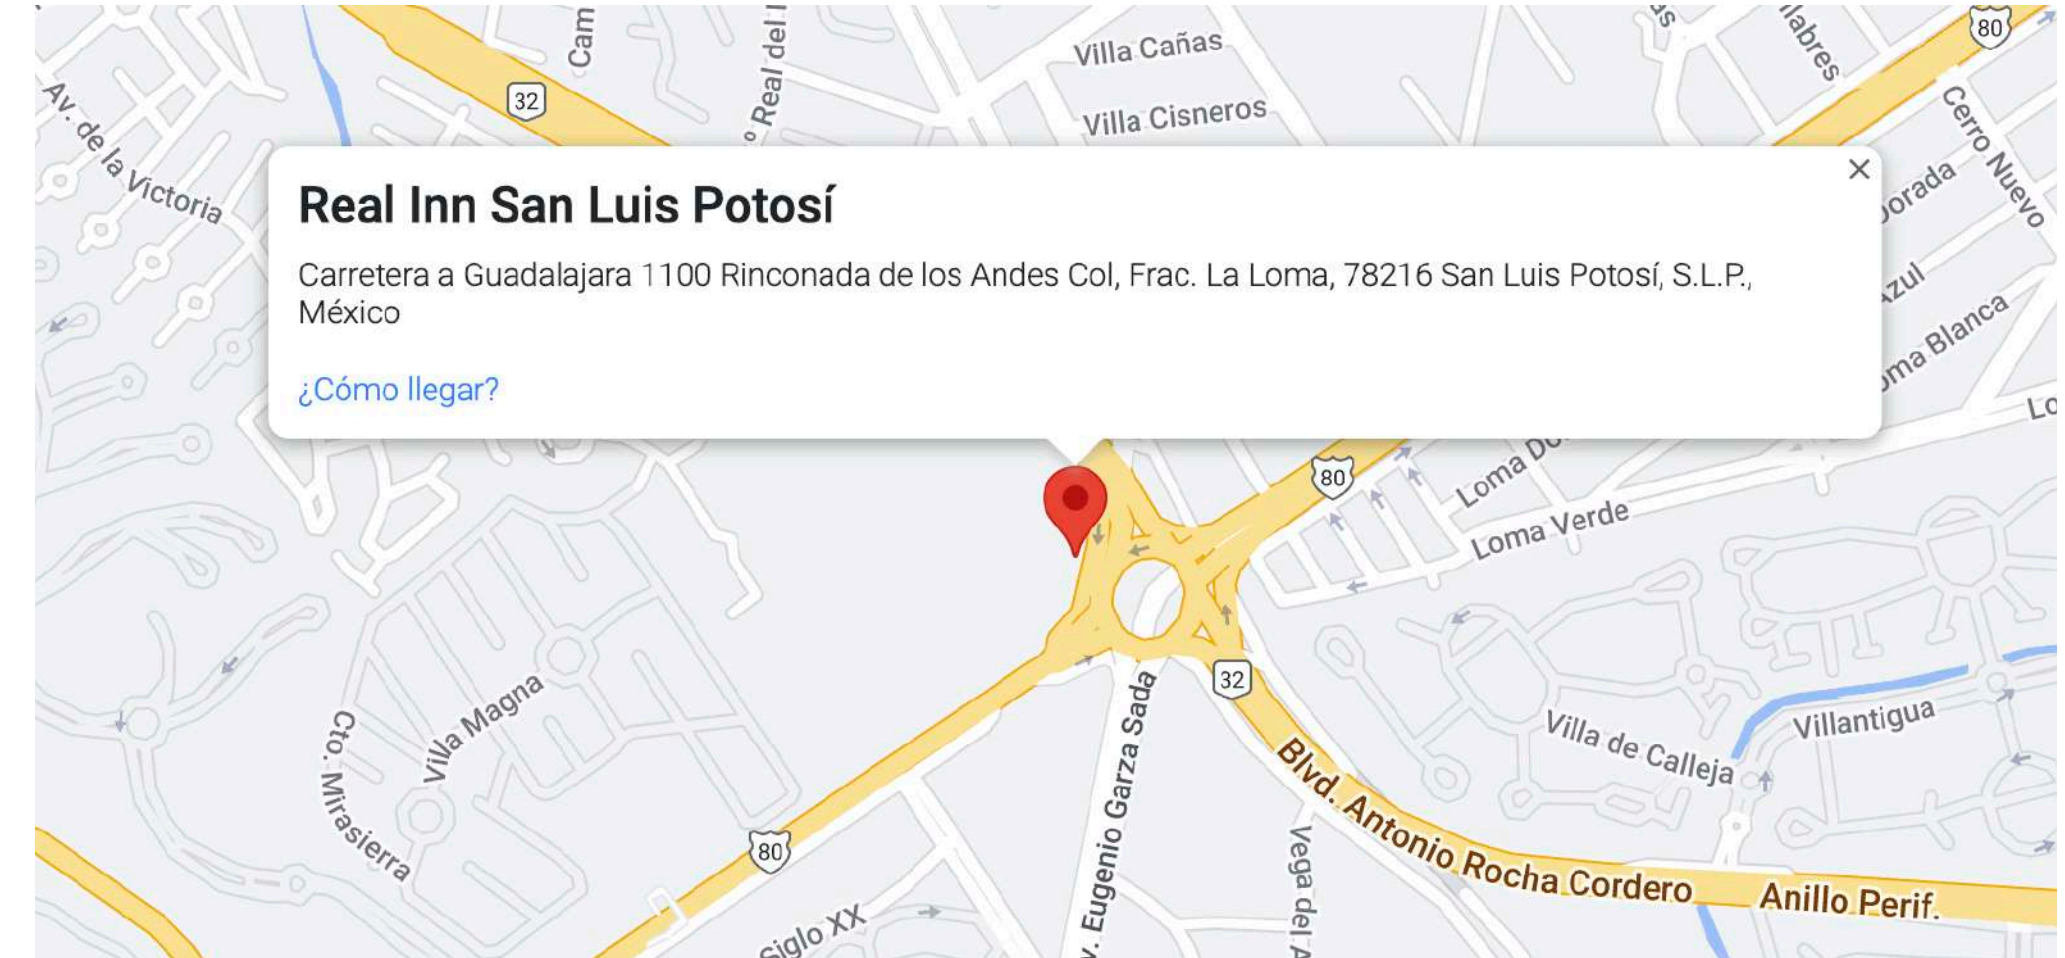 Cam
º Real del
80
32
Villa Cañas
Villa Cisneros
Av. de la Victoria
Cerro Nuevo
Real Inn San Luis Potosí
Carretera a Guadalajara 1100 Rinconada de los Andes Col, Frac. La Loma, 78216 San Luis Potosí, S.L.P.,
México
¿Cómo llegar?
80
Loma
Loma Verde
32
Villa Magna
Cto. Mirasierra
Eugenio Garza Sada
Villa de Calleja
Villantigua
80
Blvd. Antonio Rocha Cordero
Anillo Perif.
Vega del
Siglo XX